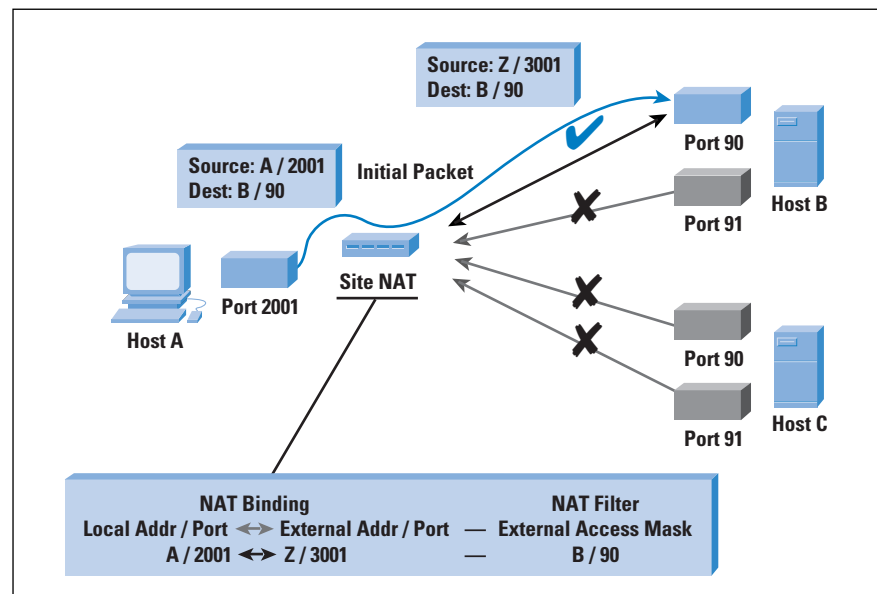 Source: Z / 3001
Dest: B / 90
Source: A / 2001
Dest: B / 90
Initial Packet
Port 90
Port 91
Host B
Site NAT
Port 2001
Host A
Port 90
Port 91
Host C
NAT Binding NAT Filter
Local Addr / Port External Addr / Port — External Access Mask
A / 2001 Z / 3001 — B / 90